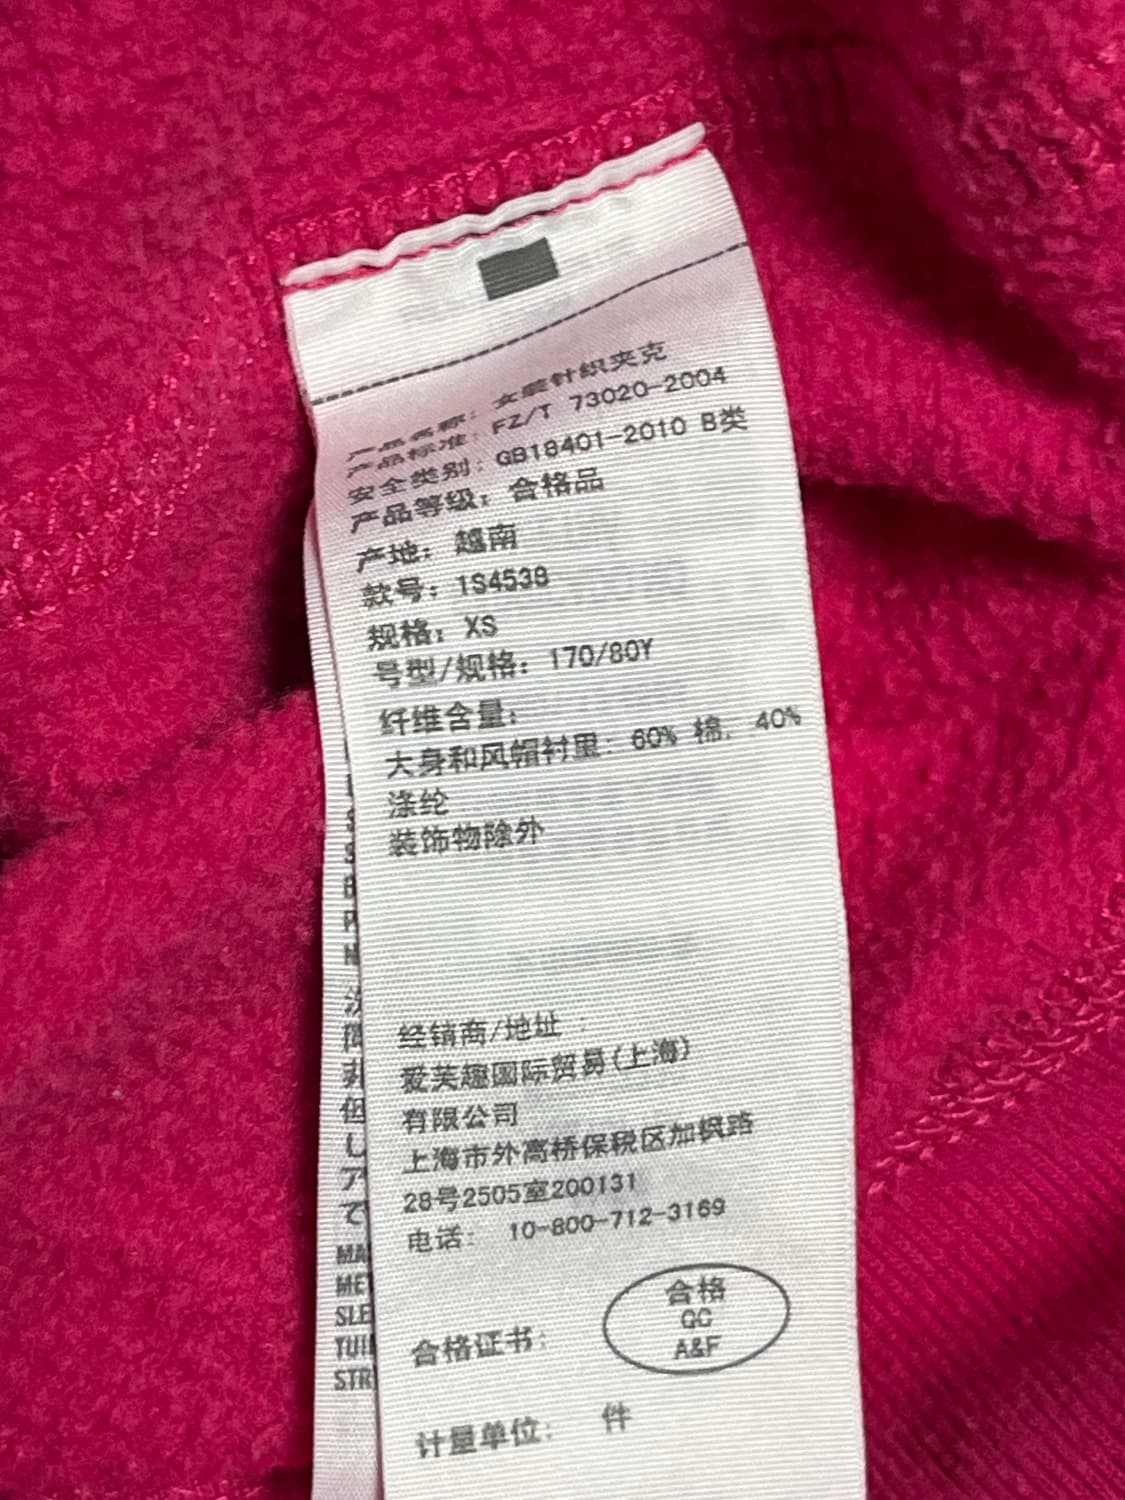 产品名称: 女装针织夹克
产品标准: FZ/T 73020-2004
安全类别: GB18401-2010 B类
产品等级: 合格品
产地: 越南
款号: 1S4538
规格: XS
号型/规格: 170/80Y
纤维含量:
大身和风帽衬里: 60% 棉, 40%
涤纶
装饰物除外
经销商/地址 :
爱芙趣国际贸易(上海)
有限公司
上海市外高桥保税区加枫路
28号2505室200131
电话: 10-800-712-3169
合格
QC
A&F
合格证书:
计量单位: 件
MA
MET
SLE
TUI
STR